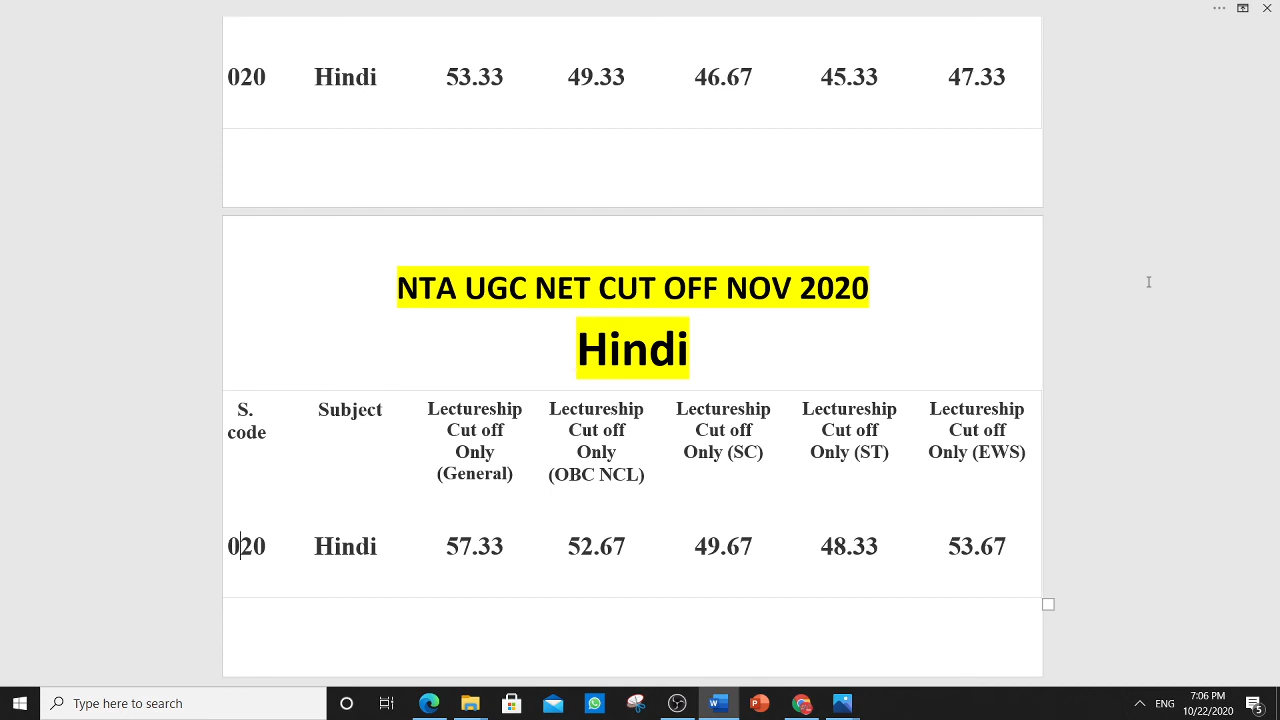 020 Hindi 53.33 49.33 46.67 45.33 47.33
NTA UGC NET CUT OFF NOV 2020
Hindi
S. code Subject Lectureship Cut off Only (General) Lectureship Cut off Only (OBC NCL) Lectureship Cut off Only (SC) Lectureship Cut off Only (ST) Lectureship Cut off Only (EWS)
020 Hindi 57.33 52.67 49.67 48.33 53.67
Type here to search
ENG
7:06 PM
10/22/2020
5